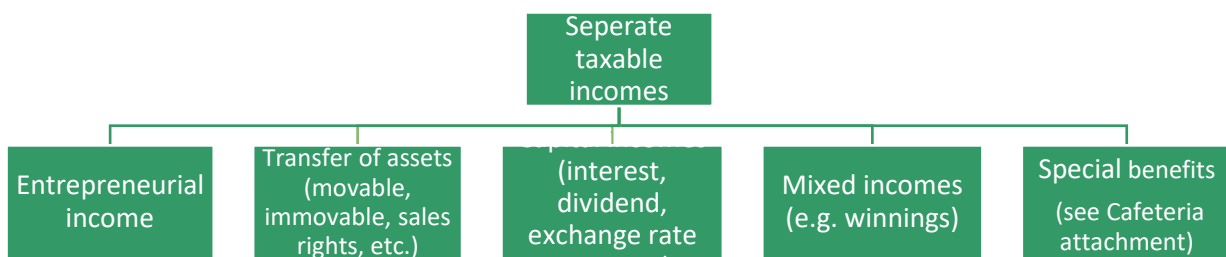 Seperate
taxable
incomes
Entrepreneurial
income
Transfer of assets
(movable,
immovable, sales
rights, etc.)
(interest,
dividend,
exchange rate
Mixed incomes
(e.g. winnings)
Special benefits
(see Cafeteria
attachment)